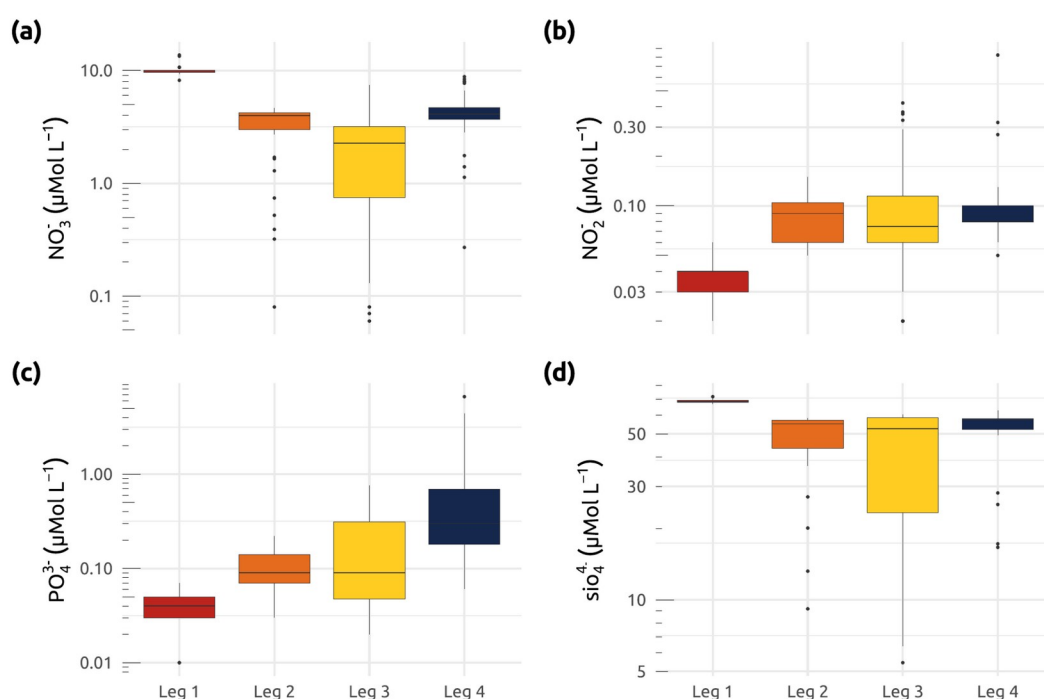 (a)
NO₃⁻ (µMol L⁻¹)
10.0
1.0
0.1
(b)
NO₂⁻ (µMol L⁻¹)
0.30
0.10
0.03
(c)
PO₄³⁻ (µMol L⁻¹)
1.00
0.10
0.01
Leg 1 Leg 2 Leg 3 Leg 4
(d)
sio₄⁴⁻ (µMol L⁻¹)
50
30
10
5
Leg 1 Leg 2 Leg 3 Leg 4